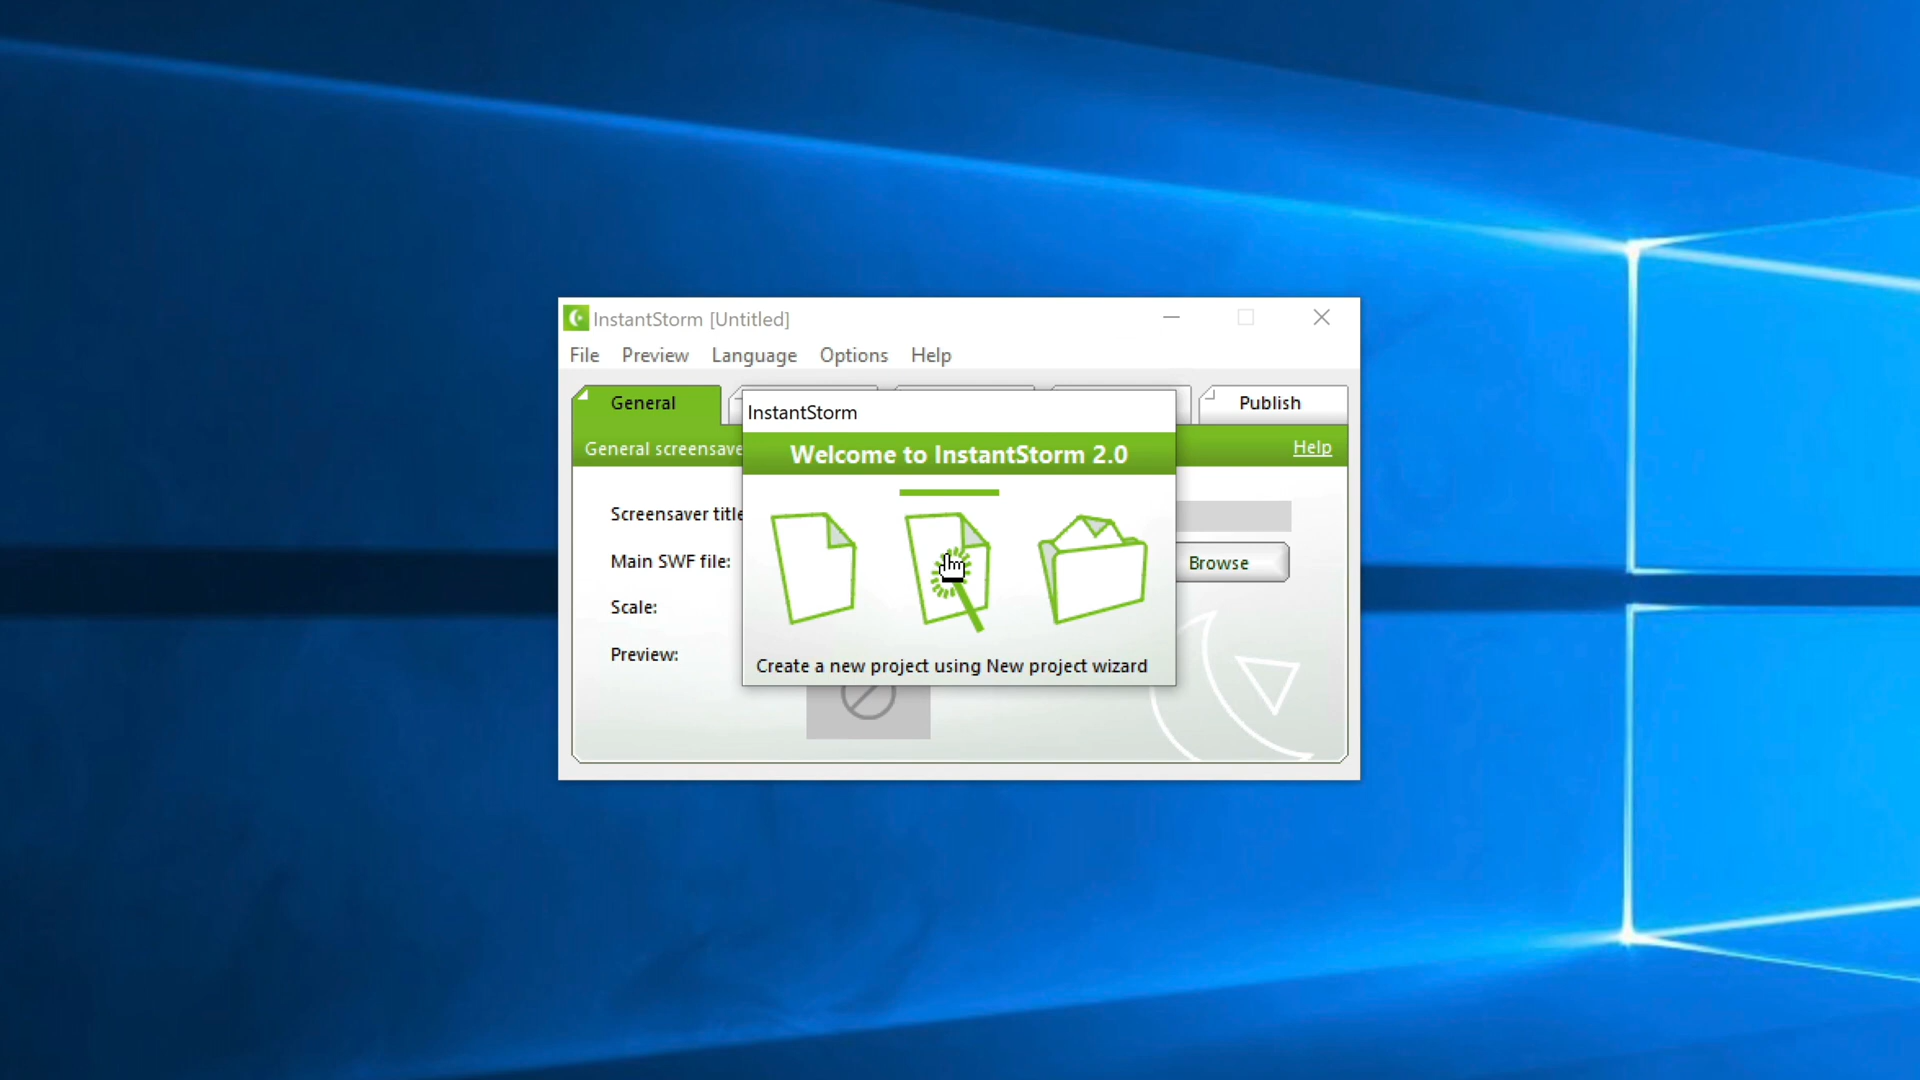 InstantStorm [Untitled]
File Preview Language Options Help
General
Publish
InstantStorm
General screensave
Welcome to InstantStorm 2.0
Help
Screensaver title
Main SWF file:
Browse
Scale:
Preview:
Create a new project using New project wizard